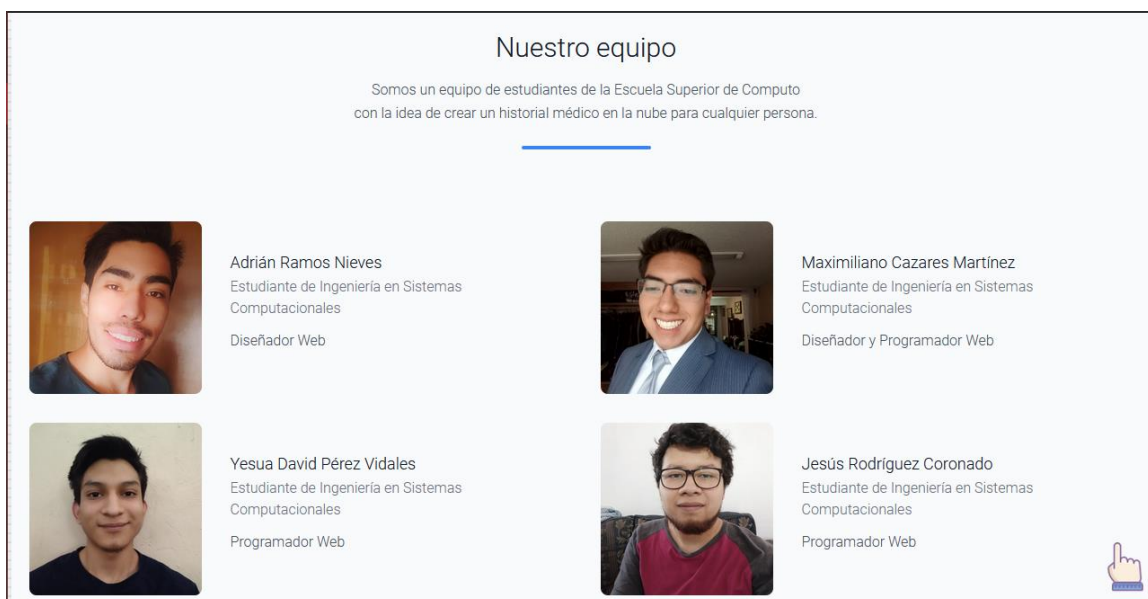 Nuestro equipo
Somos un equipo de estudiantes de la Escuela Superior de Computo
con la idea de crear un historial médico en la nube para cualquier persona.
Adrián Ramos Nieves
Estudiante de Ingeniería en Sistemas
Computacionales
Diseñador Web
Maximiliano Cazares Martínez
Estudiante de Ingeniería en Sistemas
Computacionales
Diseñador y Programador Web
Yesua David Pérez Vidales
Estudiante de Ingeniería en Sistemas
Computacionales
Programador Web
Jesús Rodríguez Coronado
Estudiante de Ingeniería en Sistemas
Computacionales
Programador Web